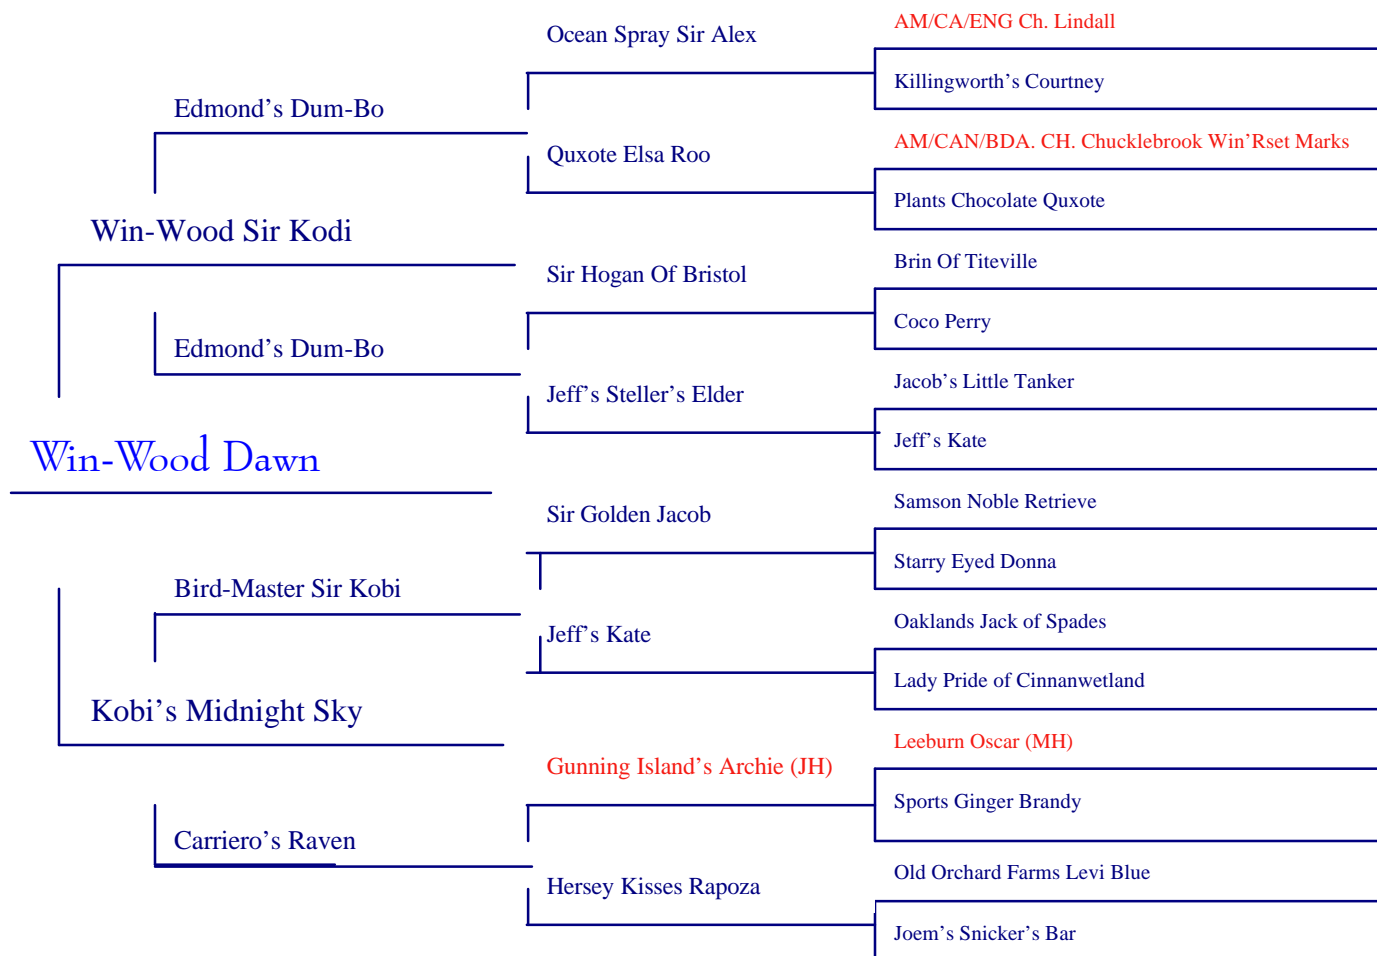 Ocean Spray Sir Alex
AM/CA/ENG Ch. Lindall
Killingworth’s Courtney
Edmond’s Dum-Bo
Quxote Elsa Roo
AM/CAN/BDA. CH. Chucklebrook Win’Rset Marks
Plants Chocolate Quxote
Win-Wood Sir Kodi
Sir Hogan Of Bristol
Brin Of Titeville
Coco Perry
Edmond’s Dum-Bo
Jeff’s Steller’s Elder
Jacob’s Little Tanker
Jeff’s Kate
Win-Wood Dawn
Sir Golden Jacob
Samson Noble Retrieve
Starry Eyed Donna
Bird-Master Sir Kobi
Jeff’s Kate
Oaklands Jack of Spades
Lady Pride of Cinnanwetland
Kobi’s Midnight Sky
Gunning Island’s Archie (JH)
Leeburn Oscar (MH)
Sports Ginger Brandy
Carriero’s Raven
Hersey Kisses Rapoza
Old Orchard Farms Levi Blue
Joem’s Snicker’s Bar